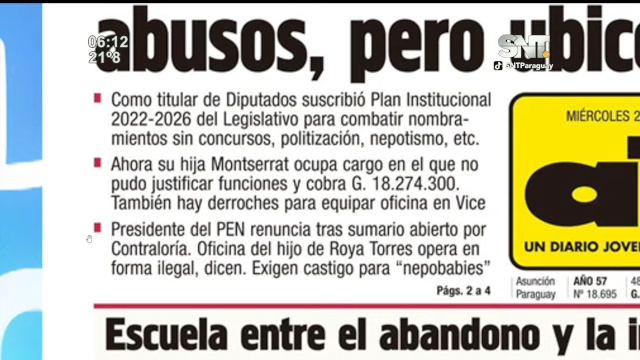 abusos, pero
06:12
21º8
SNT
SNTParaguay
Como titular de Diputados suscribió Plan Institucional
2022-2026 del Legislativo para combatir nombra-
mientos sin concursos, politización, nepotismo, etc.
Ahora su hija Montserrat ocupa cargo en el que no
pudo justificar funciones y cobra G. 18.274.300.
También hay derroches para equipar oficina en Vice
Presidente del PEN renuncia tras sumario abierto por
Contraloría. Oficina del hijo de Roya Torres opera en
forma ilegal, dicen. Exigen castigo para “nepobabies”
Págs. 2 a 4
MIÉRCOLES 2
UN DIARIO JOVE
Asunción AÑO 57 48
Paraguay Nº 18.695 G.
Escuela entre el abandono y la i